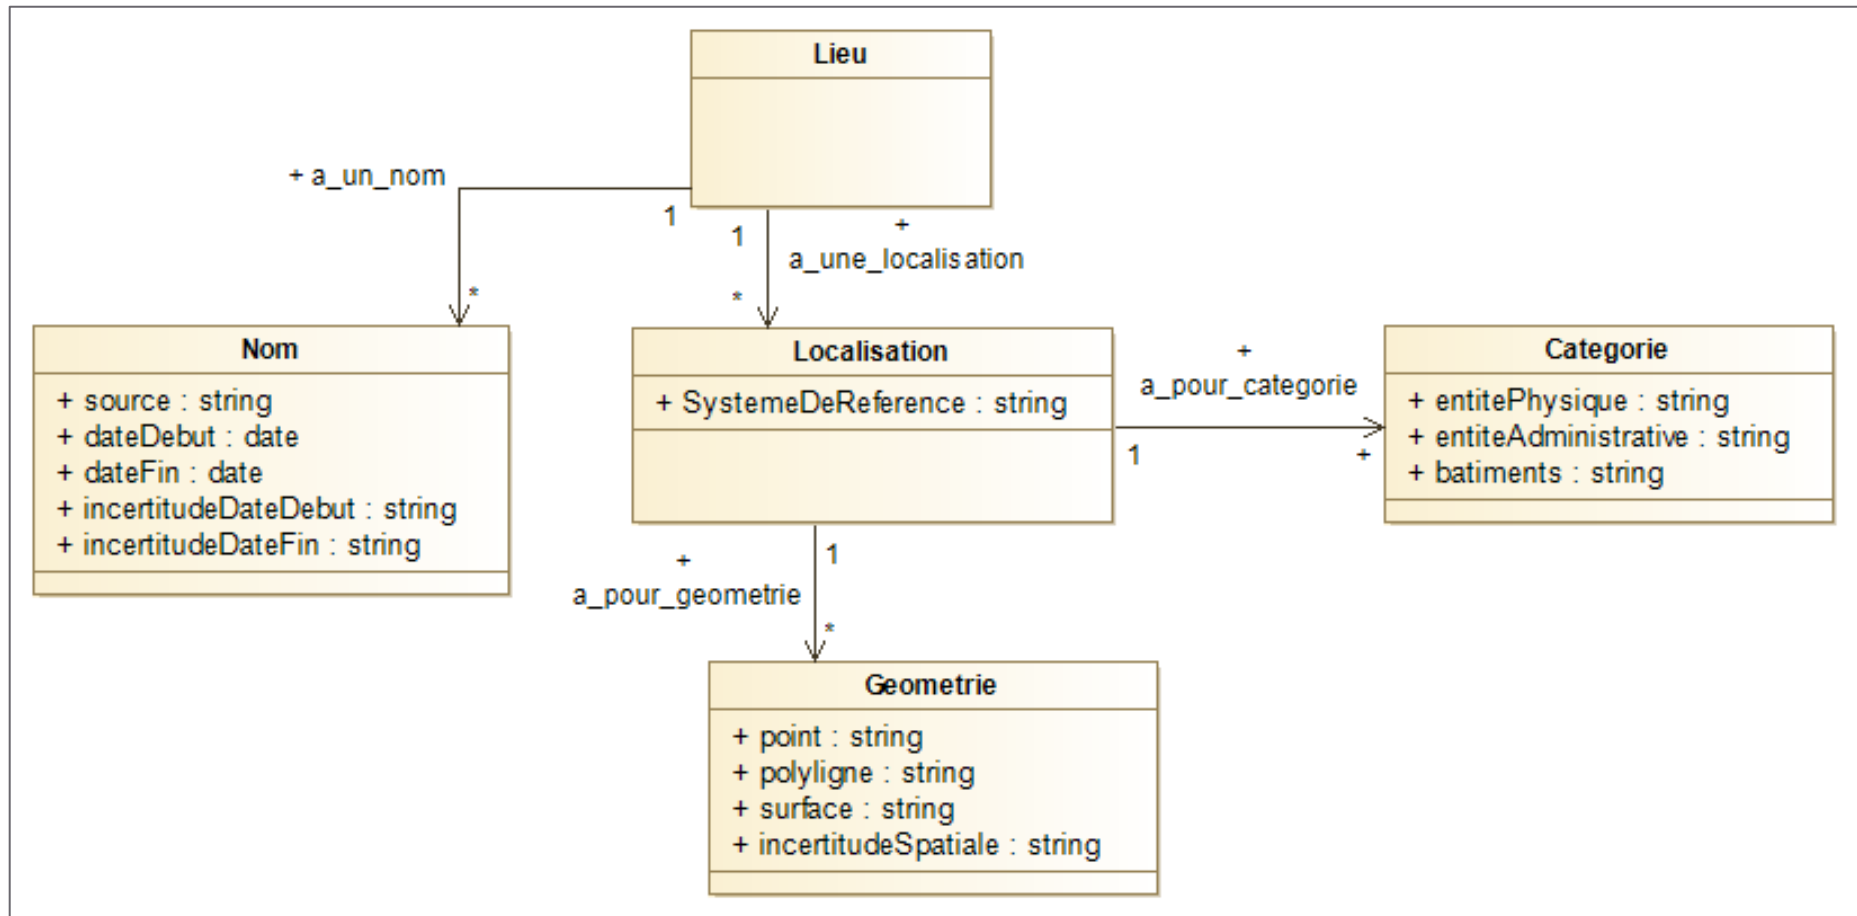 Lieu
+ a_un_nom
1
1
+
a_une_localisation
*
*
Nom
+ source : string
+ dateDebut : date
+ dateFin : date
+ incertitudeDateDebut : string
+ incertitudeDateFin : string
Localisation
+ SystemeDeReference : string
+
a_pour_categorie
1
+
Categorie
+ entitePhysique : string
+ entiteAdministrative : string
+ batiments : string
+
a_pour_geometrie
1
*
Geometrie
+ point : string
+ polyligne : string
+ surface : string
+ incertitudeSpatiale : string